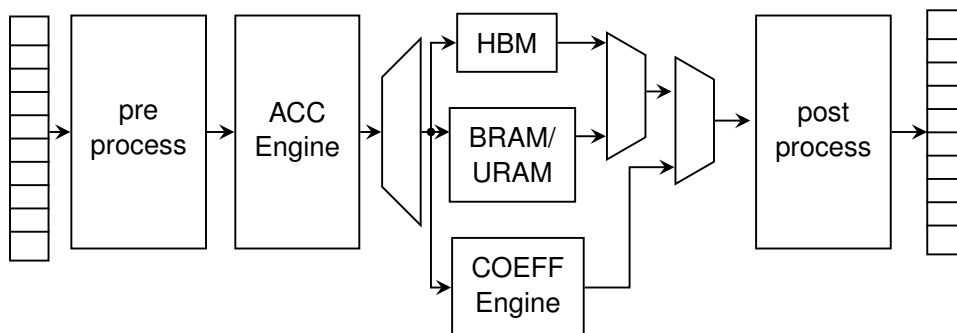 pre
process
ACC
Engine
HBM
BRAM/
URAM
COEFF
Engine
post
process